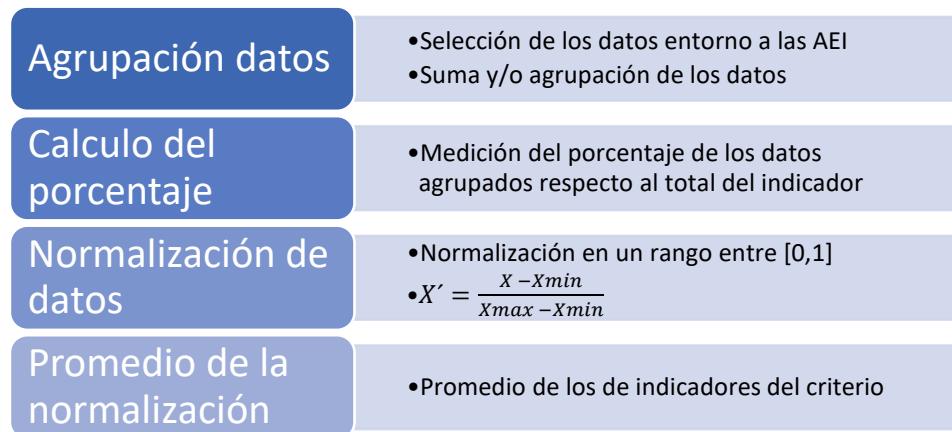 Agrupación datos
•Selección de los datos entorno a las AEI
•Suma y/o agrupación de los datos
Calculo del
porcentaje
•Medición del porcentaje de los datos
agrupados respecto al total del indicador
Normalización de
datos
•Normalización en un rango entre [0,1]
•X´ = (X −Xmin) / (Xmax −Xmin)
Promedio de la
normalización
•Promedio de los de indicadores del criterio